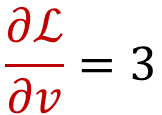 ∂ℒ/∂v = 3